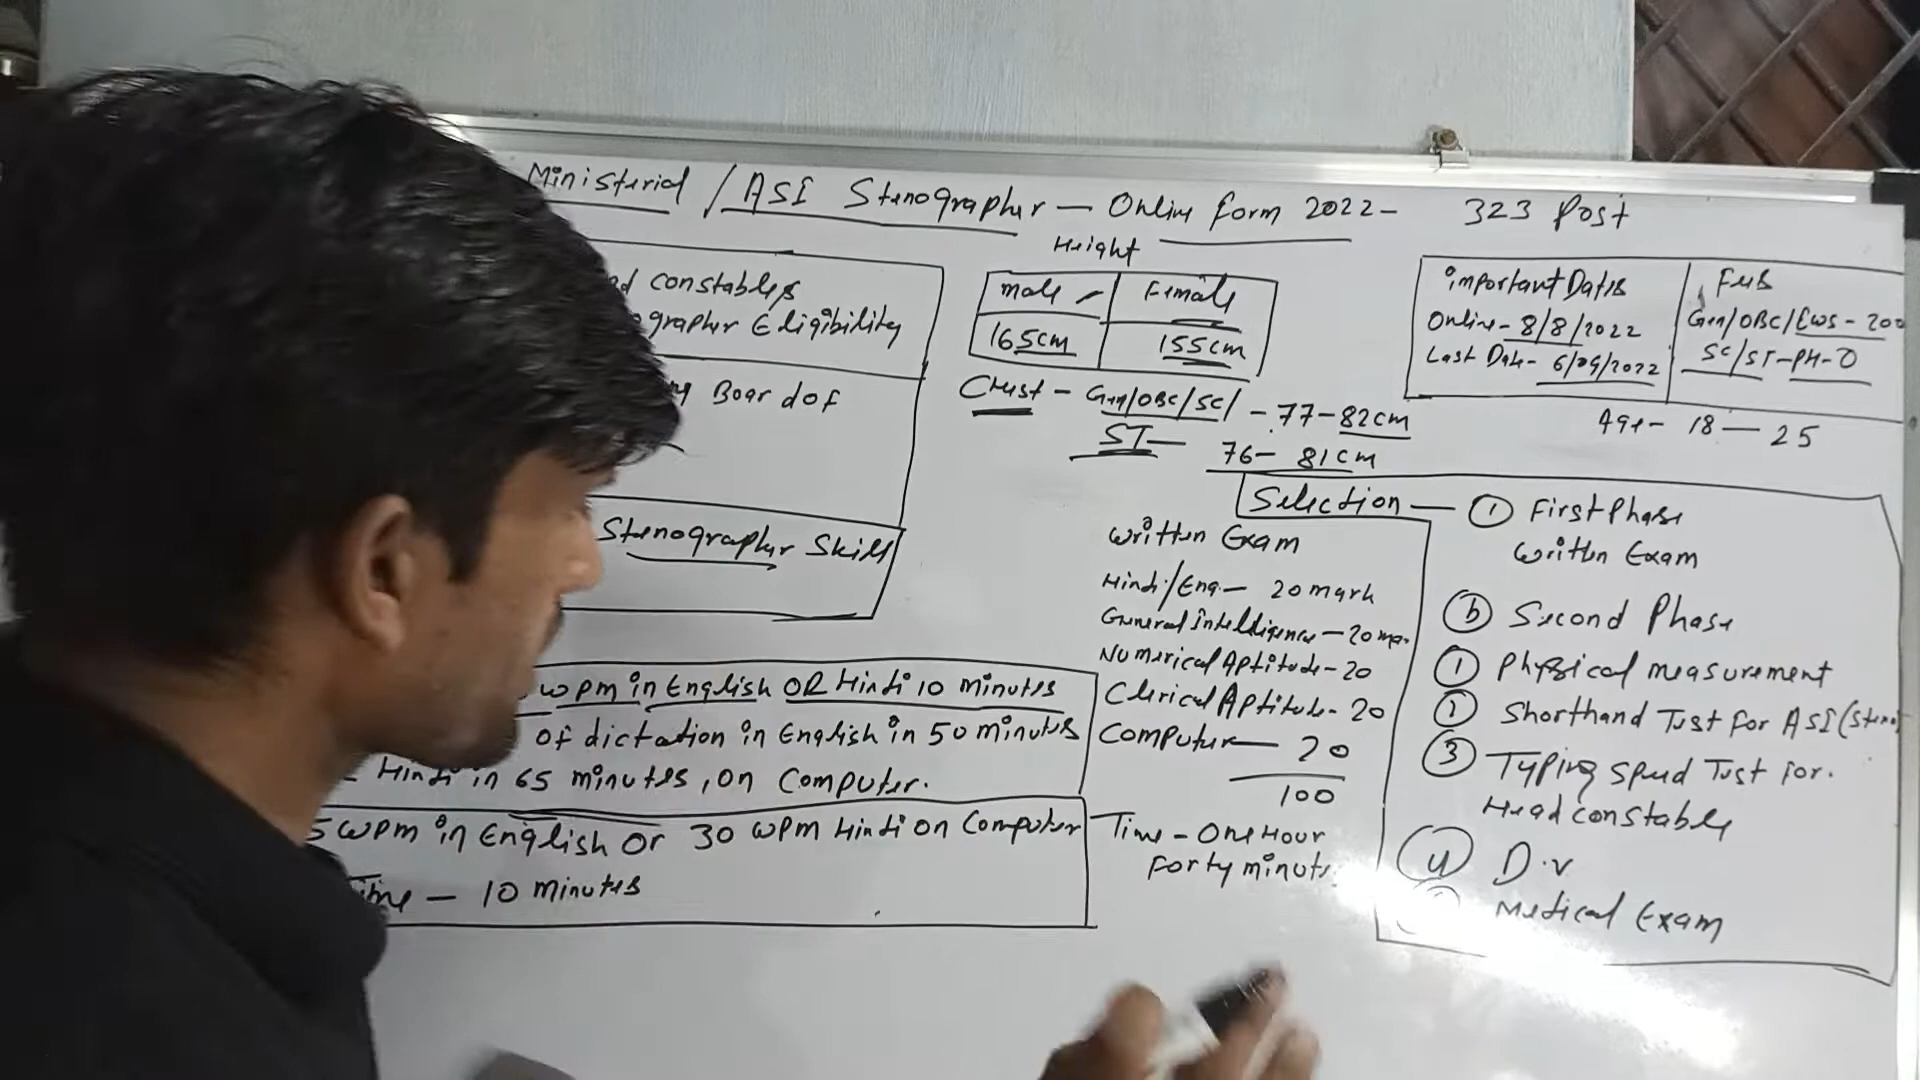 Ministerial / ASI Stenographer — Online Form 2022 - 323 Post
constables
grapher Eligibility
Board of
Stenographer Skill
wpm in English OR Hindi 10 minutes
of dictation in English in 50 minutes
Hindi in 65 minutes, on Computer.
5 wpm in English Or 30 wpm Hindi on Computer
Time — 10 minutes
Height
male Female
165cm 155cm
Chest - Gen/OBC/SC/ - 77-82cm
ST — 76-81cm
important Dates
Online - 8/8/2022
Last Date - 6/09/2022
Fees
Gen/OBC/EWS - 200
SC/ST-PH-0
Age - 18 — 25
written Exam
Hindi/Eng. — 20 mark
General Intelligence — 20 mar
Numerical Aptitude - 20
Clerical Aptitude - 20
Computer — 20
100
Time - One Hour
Forty minute
Selection — ① First Phase
written Exam
ⓑ Second Phase
① Physical measurement
① Shorthand Test for ASI (Steno
③ Typing Speed Test for.
Head constable
④ D.V
Medical Exam